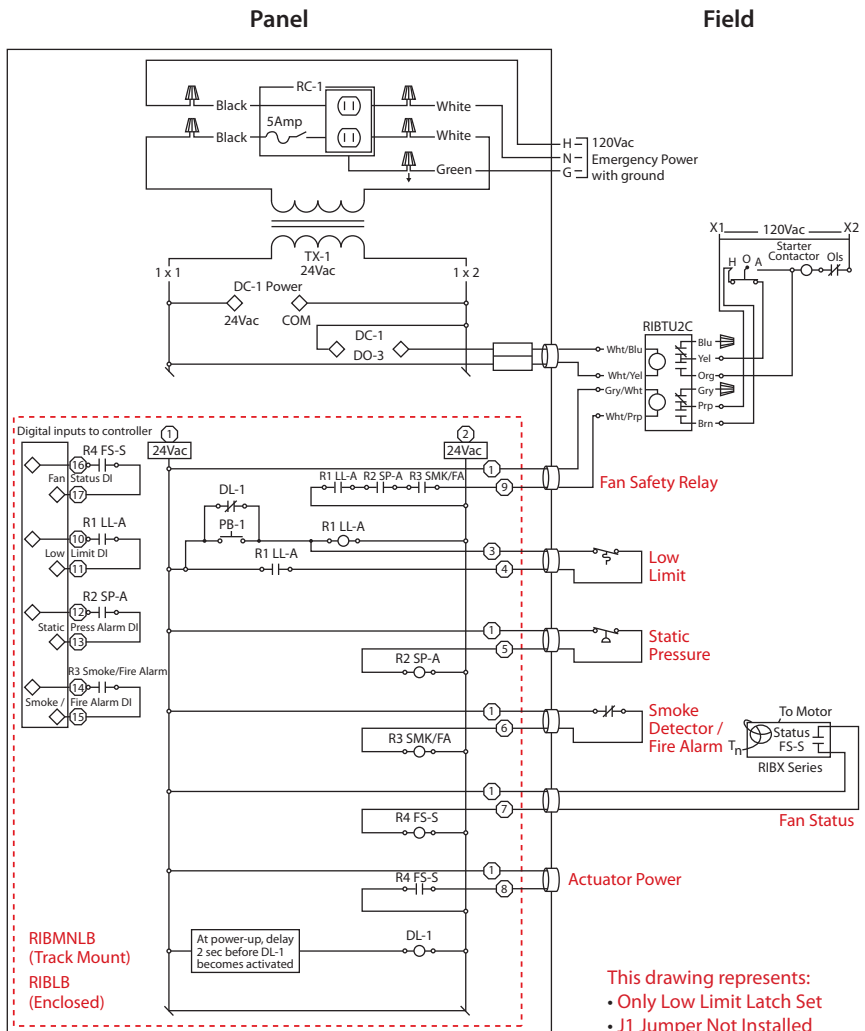 Panel
Field
RC-1
Black
White
5Amp
Black
White
Green
H
N
G
120Vac
Emergency Power
with ground
TX-1
24Vac
1 x 1
1 x 2
DC-1 Power
24Vac
COM
DC-1
DO-3
X1
120Vac
X2
Starter
Contactor
Ols
H
O
A
RIBTU2C
Wht/Blu
Wht/Yel
Gry/Wht
Wht/Prp
Blu
Yel
Org
Gry
Prp
Brn
Digital inputs to controller
R4 FS-S
16
Fan Status DI
17
R1 LL-A
10
Low Limit DI
11
R2 SP-A
12
Static Press Alarm DI
13
R3 Smoke/Fire Alarm
14
Smoke / Fire Alarm DI
15
1
24Vac
2
24Vac
1
R1 LL-A R2 SP-A R3 SMK/FA
9
Fan Safety Relay
DL-1
PB-1
R1 LL-A
3
R1 LL-A
4
Low
Limit
1
5
R2 SP-A
Static
Pressure
1
6
R3 SMK/FA
Smoke
Detector /
Fire Alarm
To Motor
Tn
Status
FS-S
RIBX Series
1
7
R4 FS-S
Fan Status
1
R4 FS-S
8
Actuator Power
At power-up, delay
2 sec before DL-1
becomes activated
DL-1
RIBMNLB
(Track Mount)
RIBLB
(Enclosed)
This drawing represents:
• Only Low Limit Latch Set
• J1 Jumper Not Installed